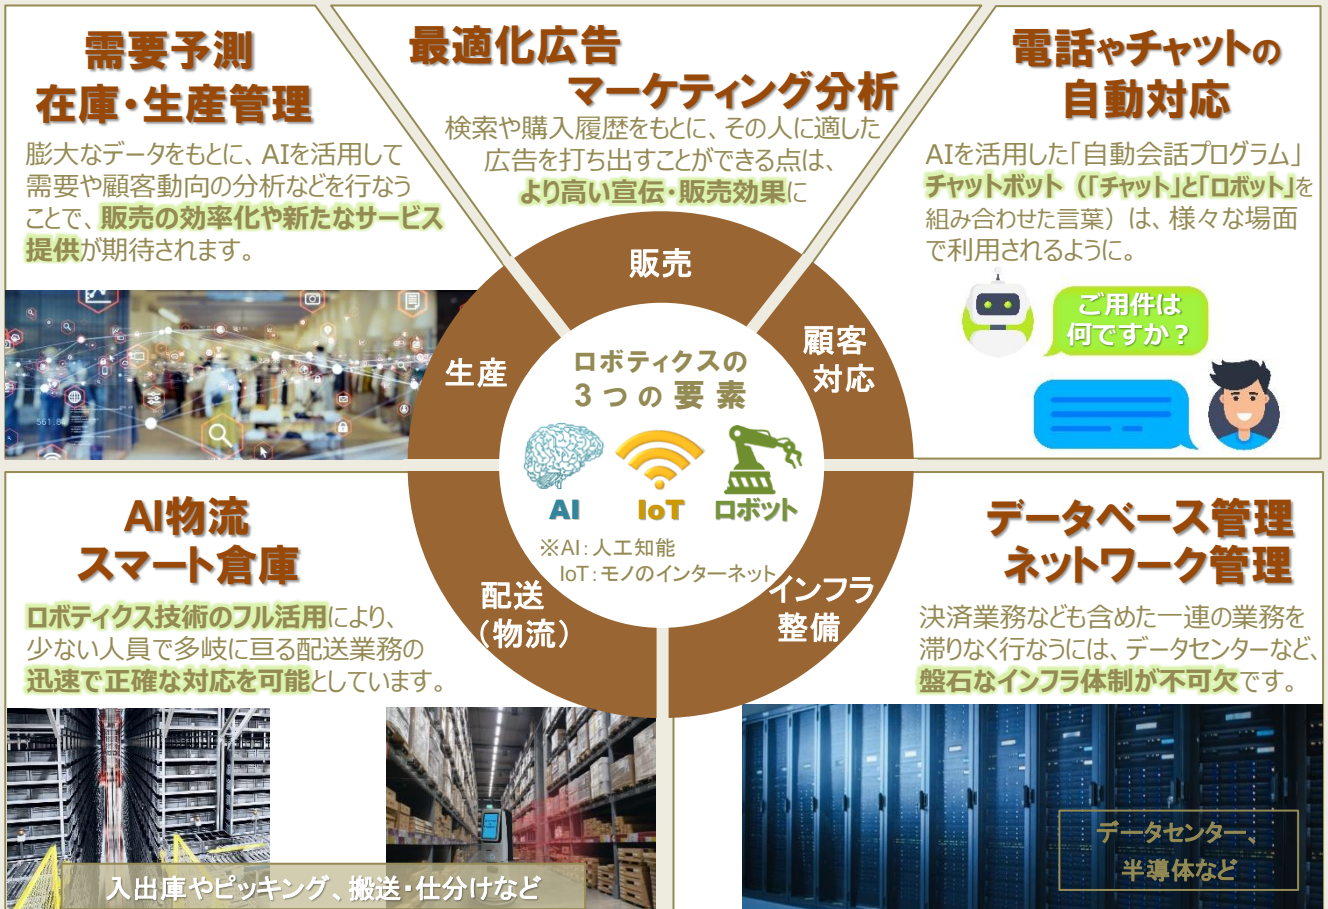 需要予測
在庫・生産管理
膨大なデータをもとに、AIを活用して
需要や顧客動向の分析などを行なう
ことで、販売の効率化や新たなサービス
提供が期待されます。
最適化広告
マーケティング分析
検索や購入履歴をもとに、その人に適した
広告を打ち出すことができる点は、
より高い宣伝・販売効果に
電話やチャツトの
自動対応
AIを活用した「自動会話プログラム」
チャットボット（「チャット」と「ロボット」を
組み合わせた言葉）は、様々な場面
で利用されるように。
ご用件は
何ですか？
販売
生産
顧客
対応
ロボティクスの
3つの要素
AI
IoT
ロボット
※AI：人工知能
IoT：モノのインターネット
配送
（物流）
インフラ
整備
561.84
AI物流
スマート倉庫
ロボティクス技術のフル活用により、
少ない人員で多岐に亘る配送業務の
迅速で正確な対応を可能としています。
入出庫やピッキング、搬送・仕分けなど
データベース管理
ネットワーク管理
決済業務なども含めた一連の業務を
滞りなく行なうには、データセンターなど、
盤石なインフラ体制が不可欠です。
データセンター、
半導体など